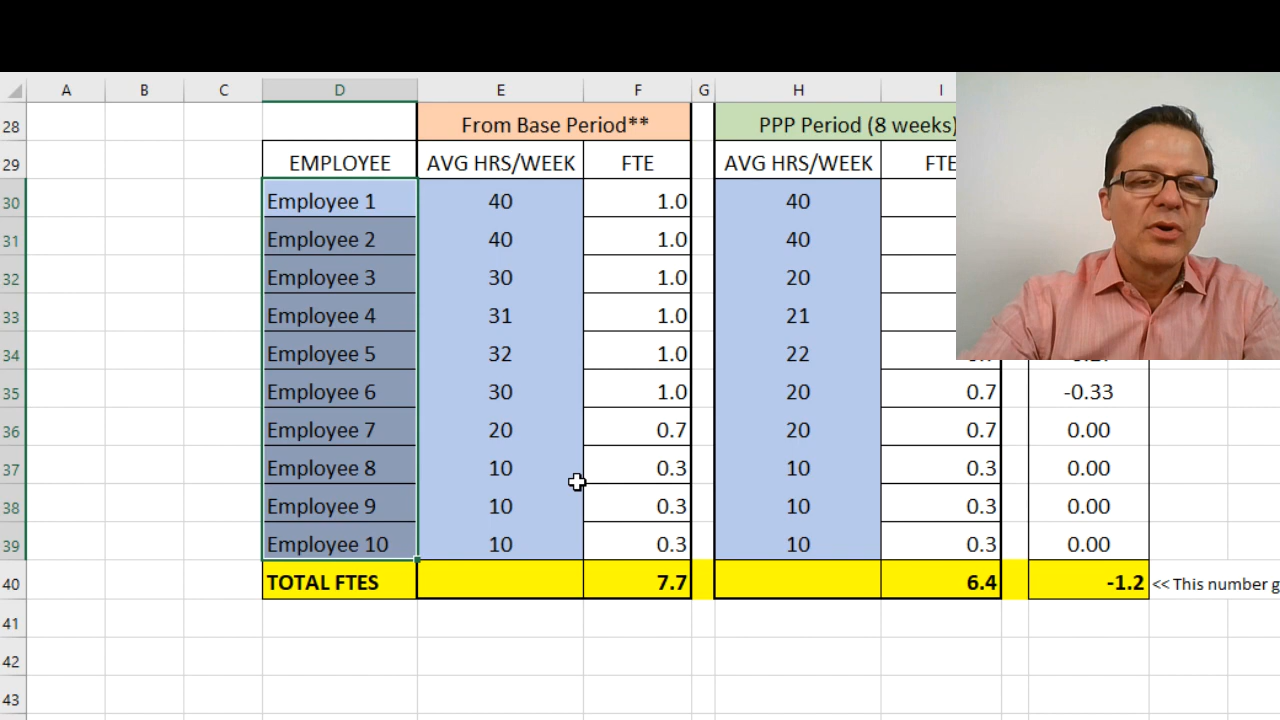 A B C D E F G H I
28 From Base Period** PPP Period (8 weeks)
29 EMPLOYEE AVG HRS/WEEK FTE AVG HRS/WEEK FTE
30 Employee 1 40 1.0 40
31 Employee 2 40 1.0 40
32 Employee 3 30 1.0 20
33 Employee 4 31 1.0 21
34 Employee 5 32 1.0 22
35 Employee 6 30 1.0 20 0.7 -0.33
36 Employee 7 20 0.7 20 0.7 0.00
37 Employee 8 10 0.3 10 0.3 0.00
38 Employee 9 10 0.3 10 0.3 0.00
39 Employee 10 10 0.3 10 0.3 0.00
40 TOTAL FTES 7.7 6.4 -1.2 << This number g
41
42
43